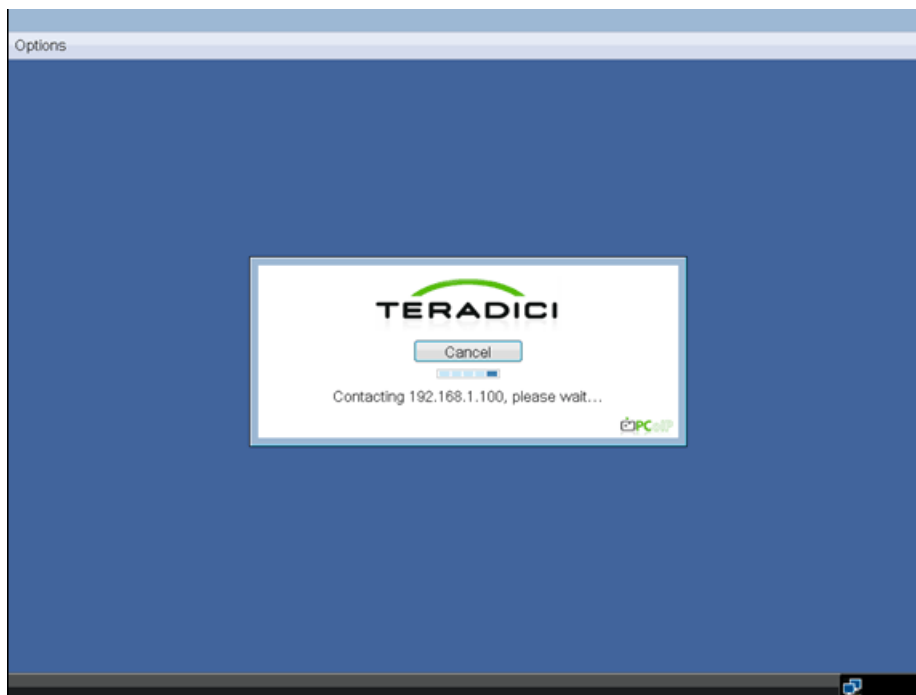 Options
TERADICI
Cancel
Contacting 192.168.1.100, please wait...
PCoIP